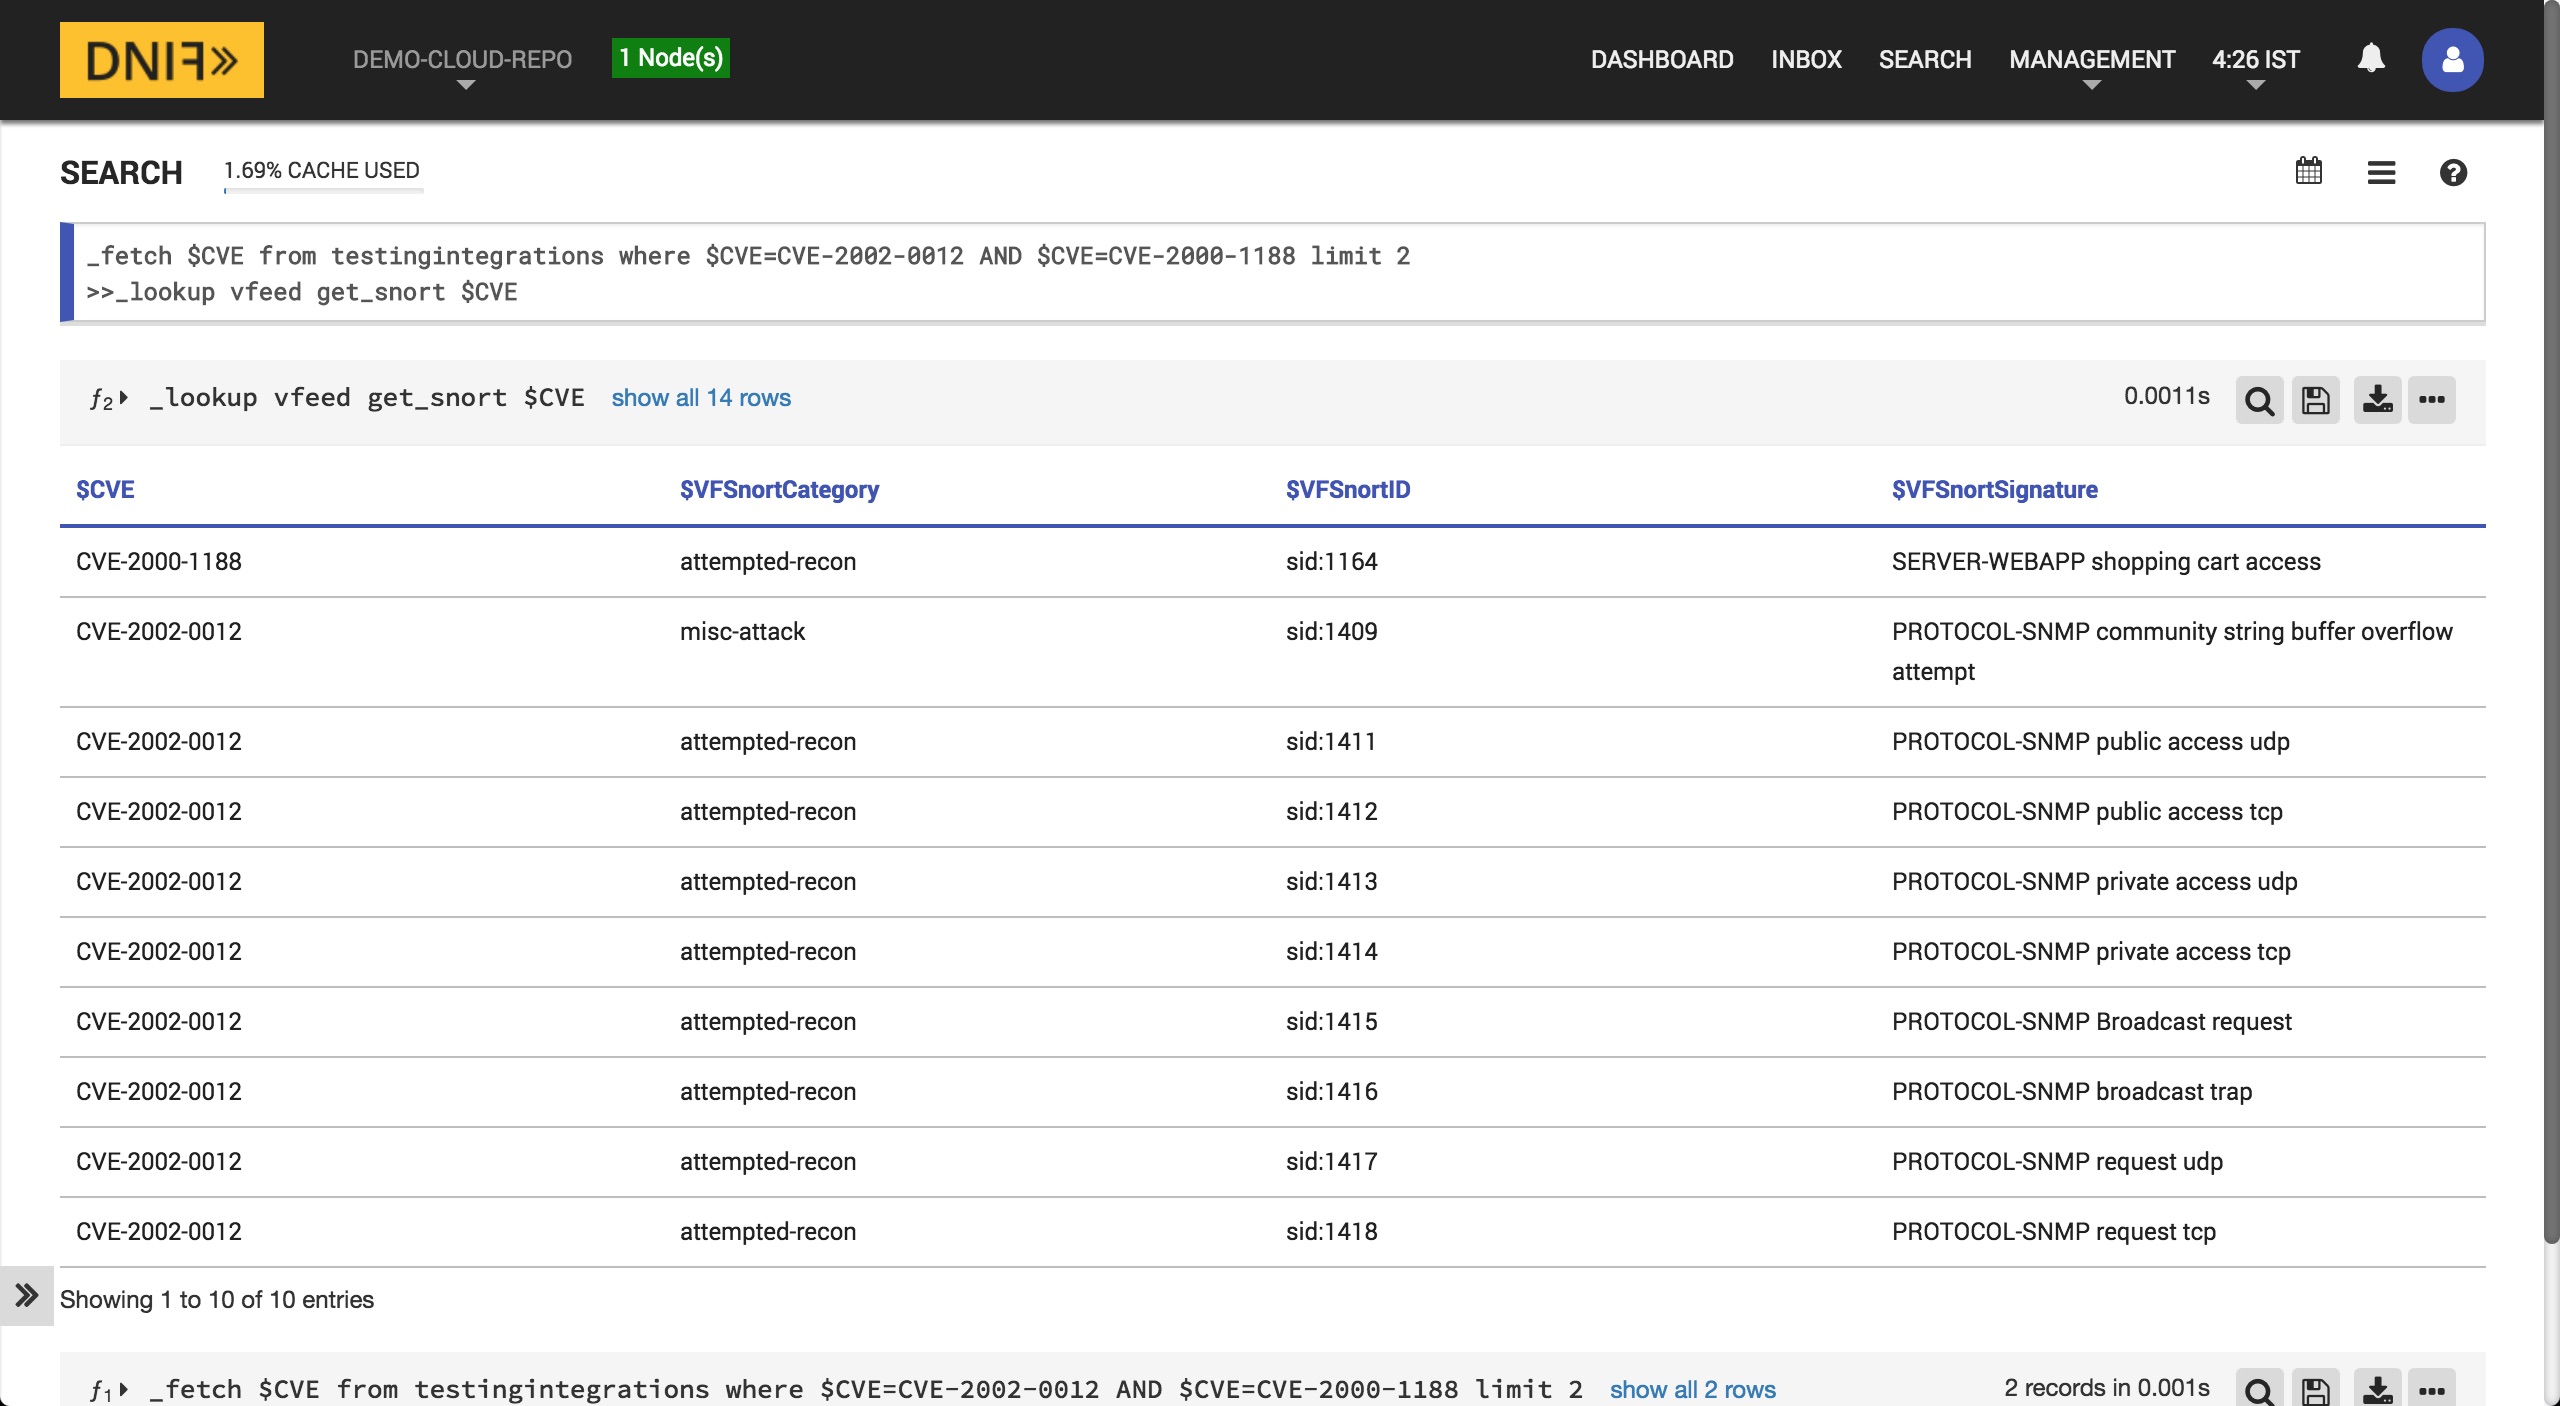 DNIF»
DEMO-CLOUD-REPO
1 Node(s)
DASHBOARD INBOX SEARCH MANAGEMENT 4:26 IST
SEARCH
1.69% CACHE USED
_fetch $CVE from testingintegrations where $CVE=CVE-2002-0012 AND $CVE=CVE-2000-1188 limit 2
>>_lookup vfeed get_snort $CVE
f2 _lookup vfeed get_snort $CVE show all 14 rows 0.0011s
$CVE $VFSnortCategory $VFSnortID $VFSnortSignature
CVE-2000-1188 attempted-recon sid:1164 SERVER-WEBAPP shopping cart access
CVE-2002-0012 misc-attack sid:1409 PROTOCOL-SNMP community string buffer overflow
attempt
CVE-2002-0012 attempted-recon sid:1411 PROTOCOL-SNMP public access udp
CVE-2002-0012 attempted-recon sid:1412 PROTOCOL-SNMP public access tcp
CVE-2002-0012 attempted-recon sid:1413 PROTOCOL-SNMP private access udp
CVE-2002-0012 attempted-recon sid:1414 PROTOCOL-SNMP private access tcp
CVE-2002-0012 attempted-recon sid:1415 PROTOCOL-SNMP Broadcast request
CVE-2002-0012 attempted-recon sid:1416 PROTOCOL-SNMP broadcast trap
CVE-2002-0012 attempted-recon sid:1417 PROTOCOL-SNMP request udp
CVE-2002-0012 attempted-recon sid:1418 PROTOCOL-SNMP request tcp
Showing 1 to 10 of 10 entries
f1 _fetch $CVE from testingintegrations where $CVE=CVE-2002-0012 AND $CVE=CVE-2000-1188 limit 2 show all 2 rows 2 records in 0.001s